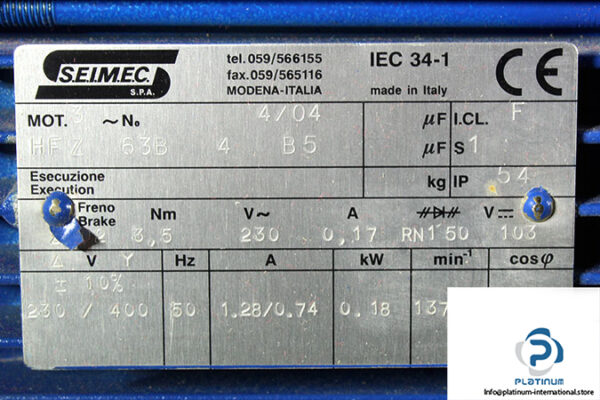 S.E.I.M.E.C.
S.P.A.
tel.059/566155
fax.059/565116
MODENA-ITALIA
IEC 34-1
made in Italy
CE
MOT. 3 ~ No 4/04 µF I.CL. F
HFZ 63B 4 B5 µF S1
Esecuzione
Execution kg IP 54
Freno
Brake Nm V~ A V
3,5 230 0,17 RN1 50 103
Δ V Y Hz A kW min-1 cosφ
± 10%
230 / 400 50 1.28/0.74 0.18 137
PLATINUM
Info@platinum-international.store